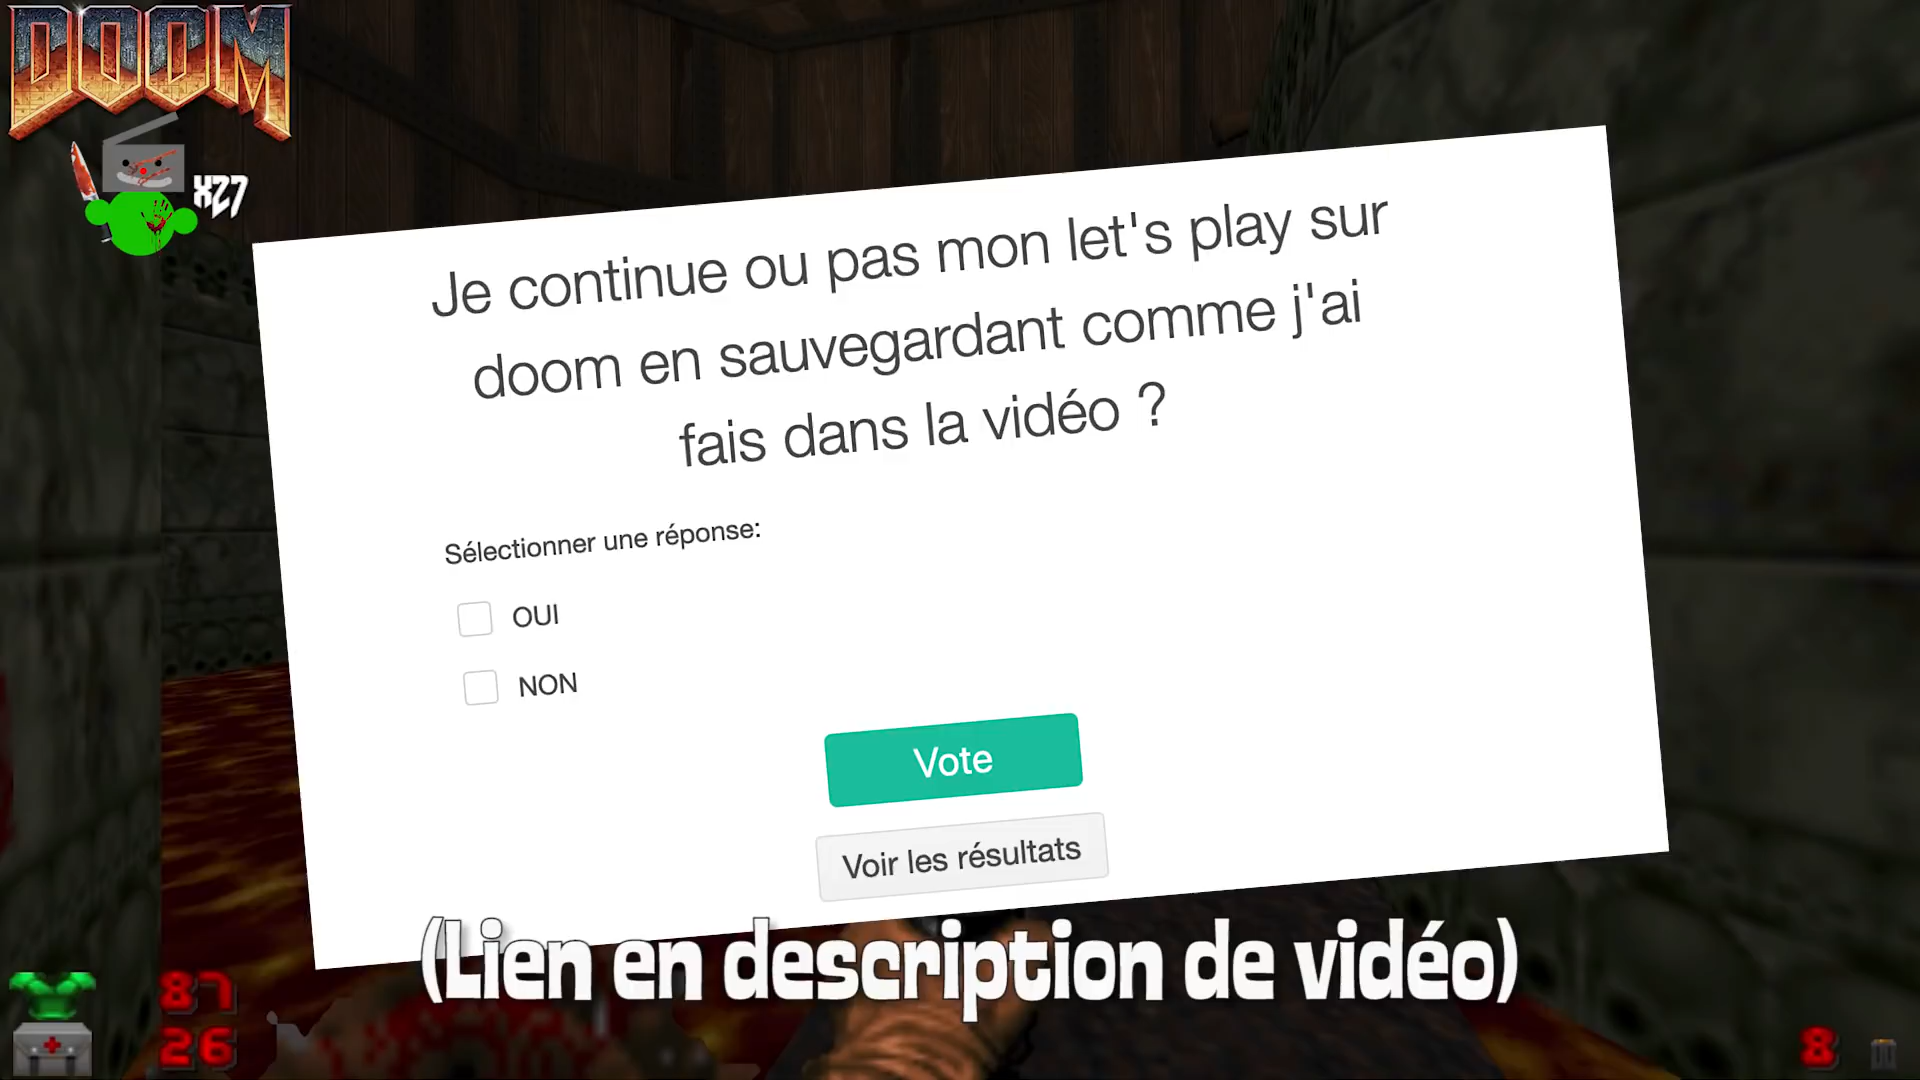 DOOM
X27
Je continue ou pas mon let's play sur
doom en sauvegardant comme j'ai
fais dans la vidéo ?
Sélectionner une réponse:
OUI
NON
Vote
Voir les résultats
(Lien en description de vidéo)
87
26
8